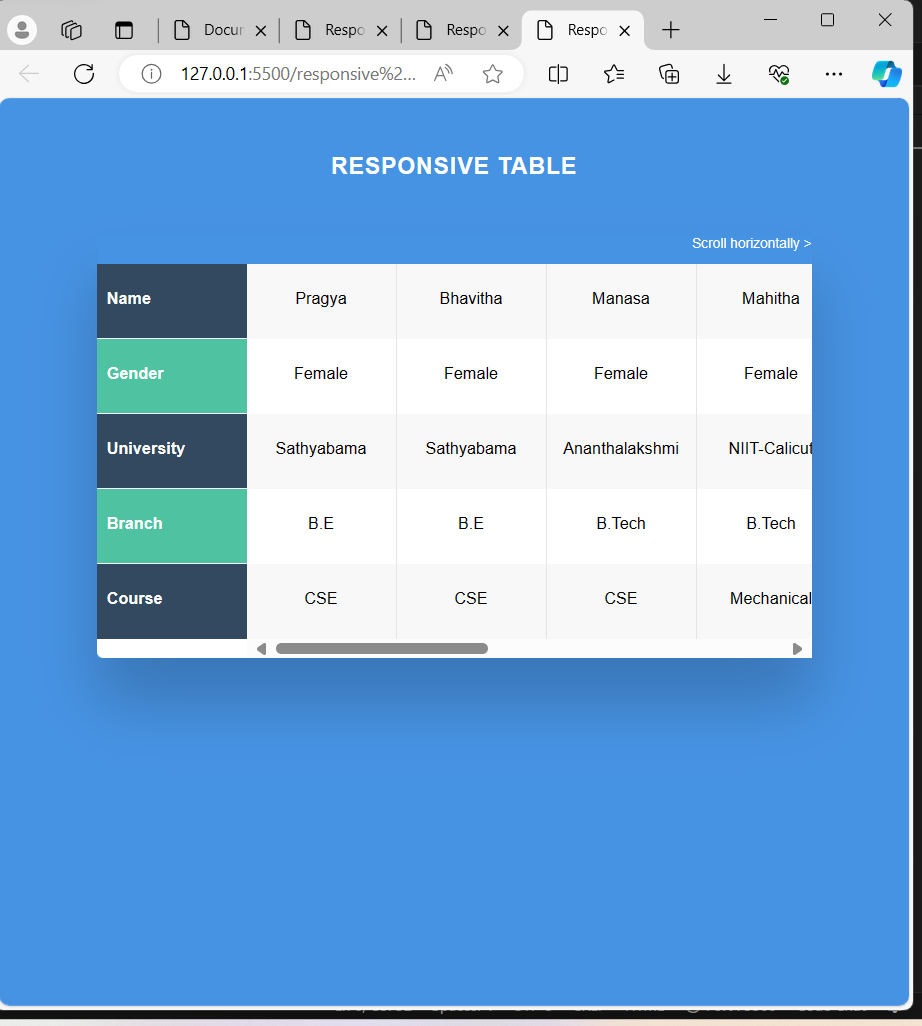 Docur Respo Respo Respo
127.0.0.1:5500/responsive%2...
RESPONSIVE TABLE
Scroll horizontally >
Name Pragya Bhavitha Manasa Mahitha
Gender Female Female Female Female
University Sathyabama Sathyabama Ananthalakshmi NIIT-Calicut
Branch B.E B.E B.Tech B.Tech
Course CSE CSE CSE Mechanical